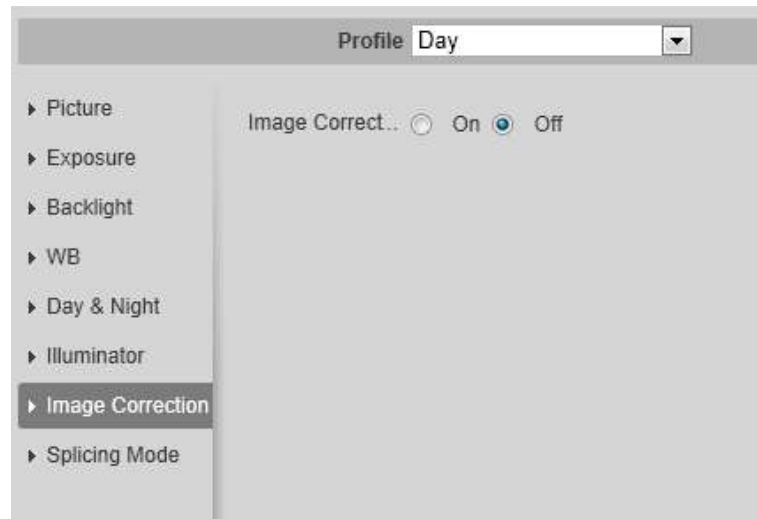 Profile Day
Picture
Image Correct... On Off
Exposure
Backlight
WB
Day & Night
Illuminator
Image Correction
Splicing Mode